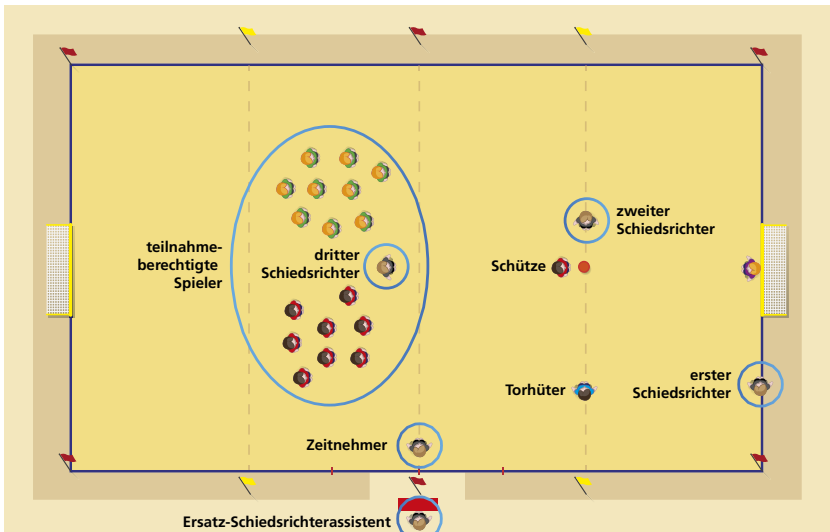 zweiter
Schiedsrichter
teilnahme-
berechtigte
Spieler
dritter
Schiedsrichter
Schütze
erster
Schiedsrichter
Torhüter
Zeitnehmer
Ersatz-Schiedsrichterassistent